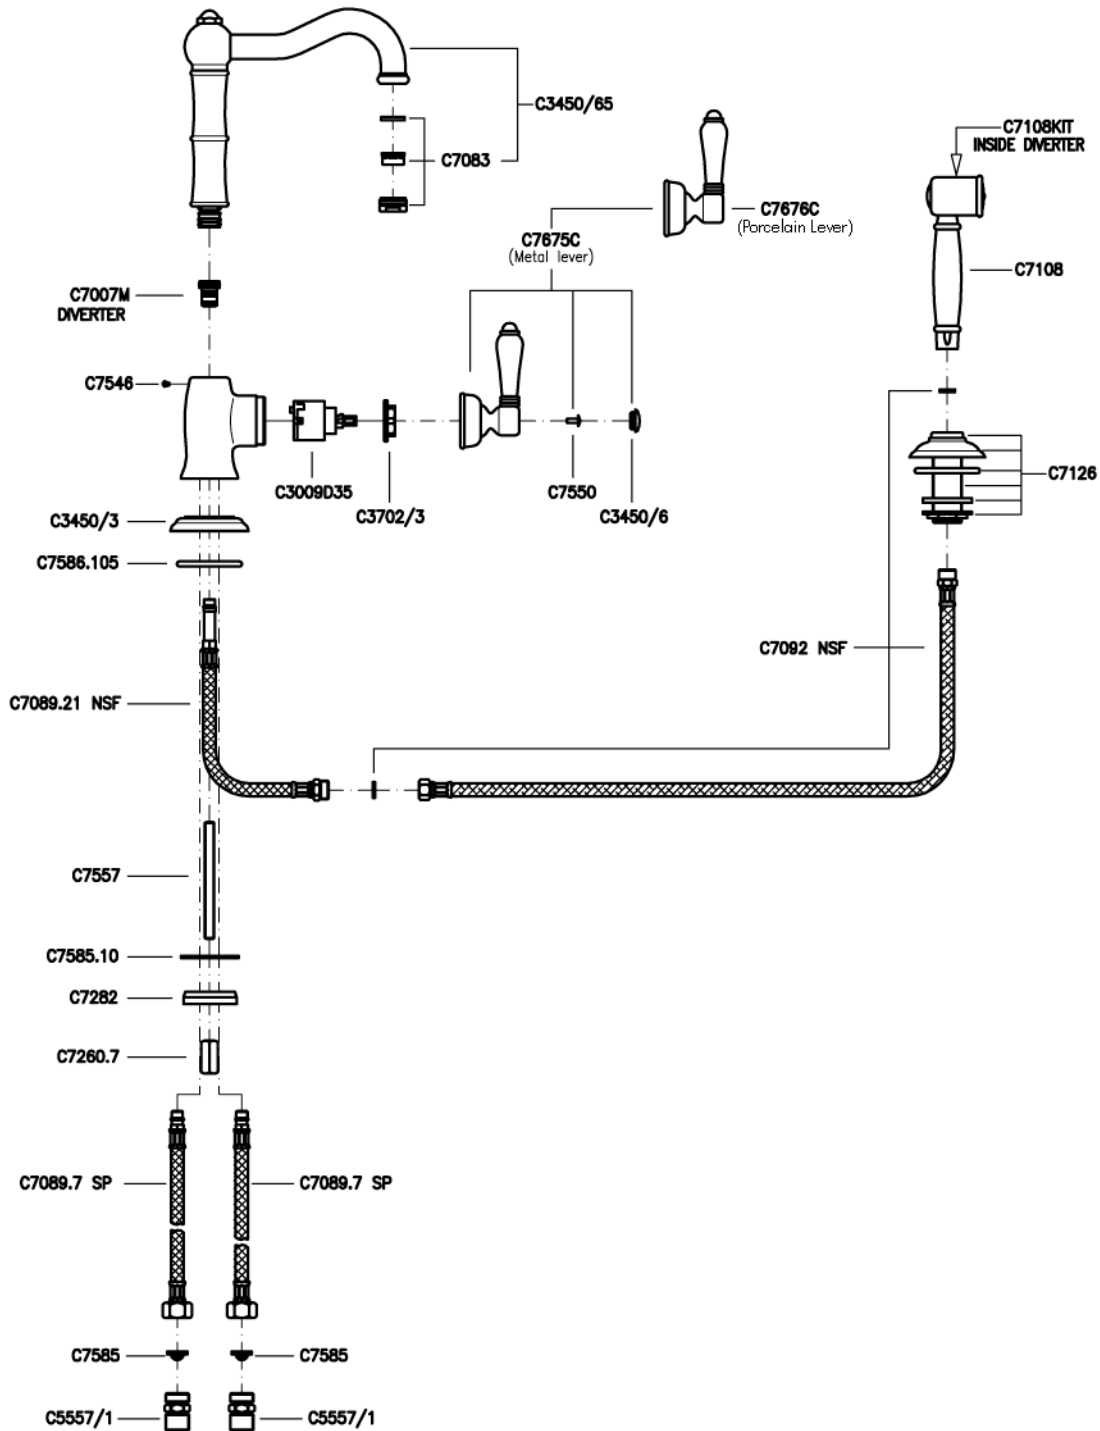 C3450/65
C7083
C7108KIT
INSIDE DIVERTER
C7676C
(Porcelain Lever)
C7675C
(Metal lever)
C7108
C7007M
DIVERTER
C7546
C3009D35
C3702/3
C7550
C3450/6
C7126
C3450/3
C7586.105
C7092 NSF
C7089.21 NSF
C7557
C7585.10
C7282
C7260.7
C7089.7 SP
C7089.7 SP
C7585
C7585
C5557/1
C5557/1